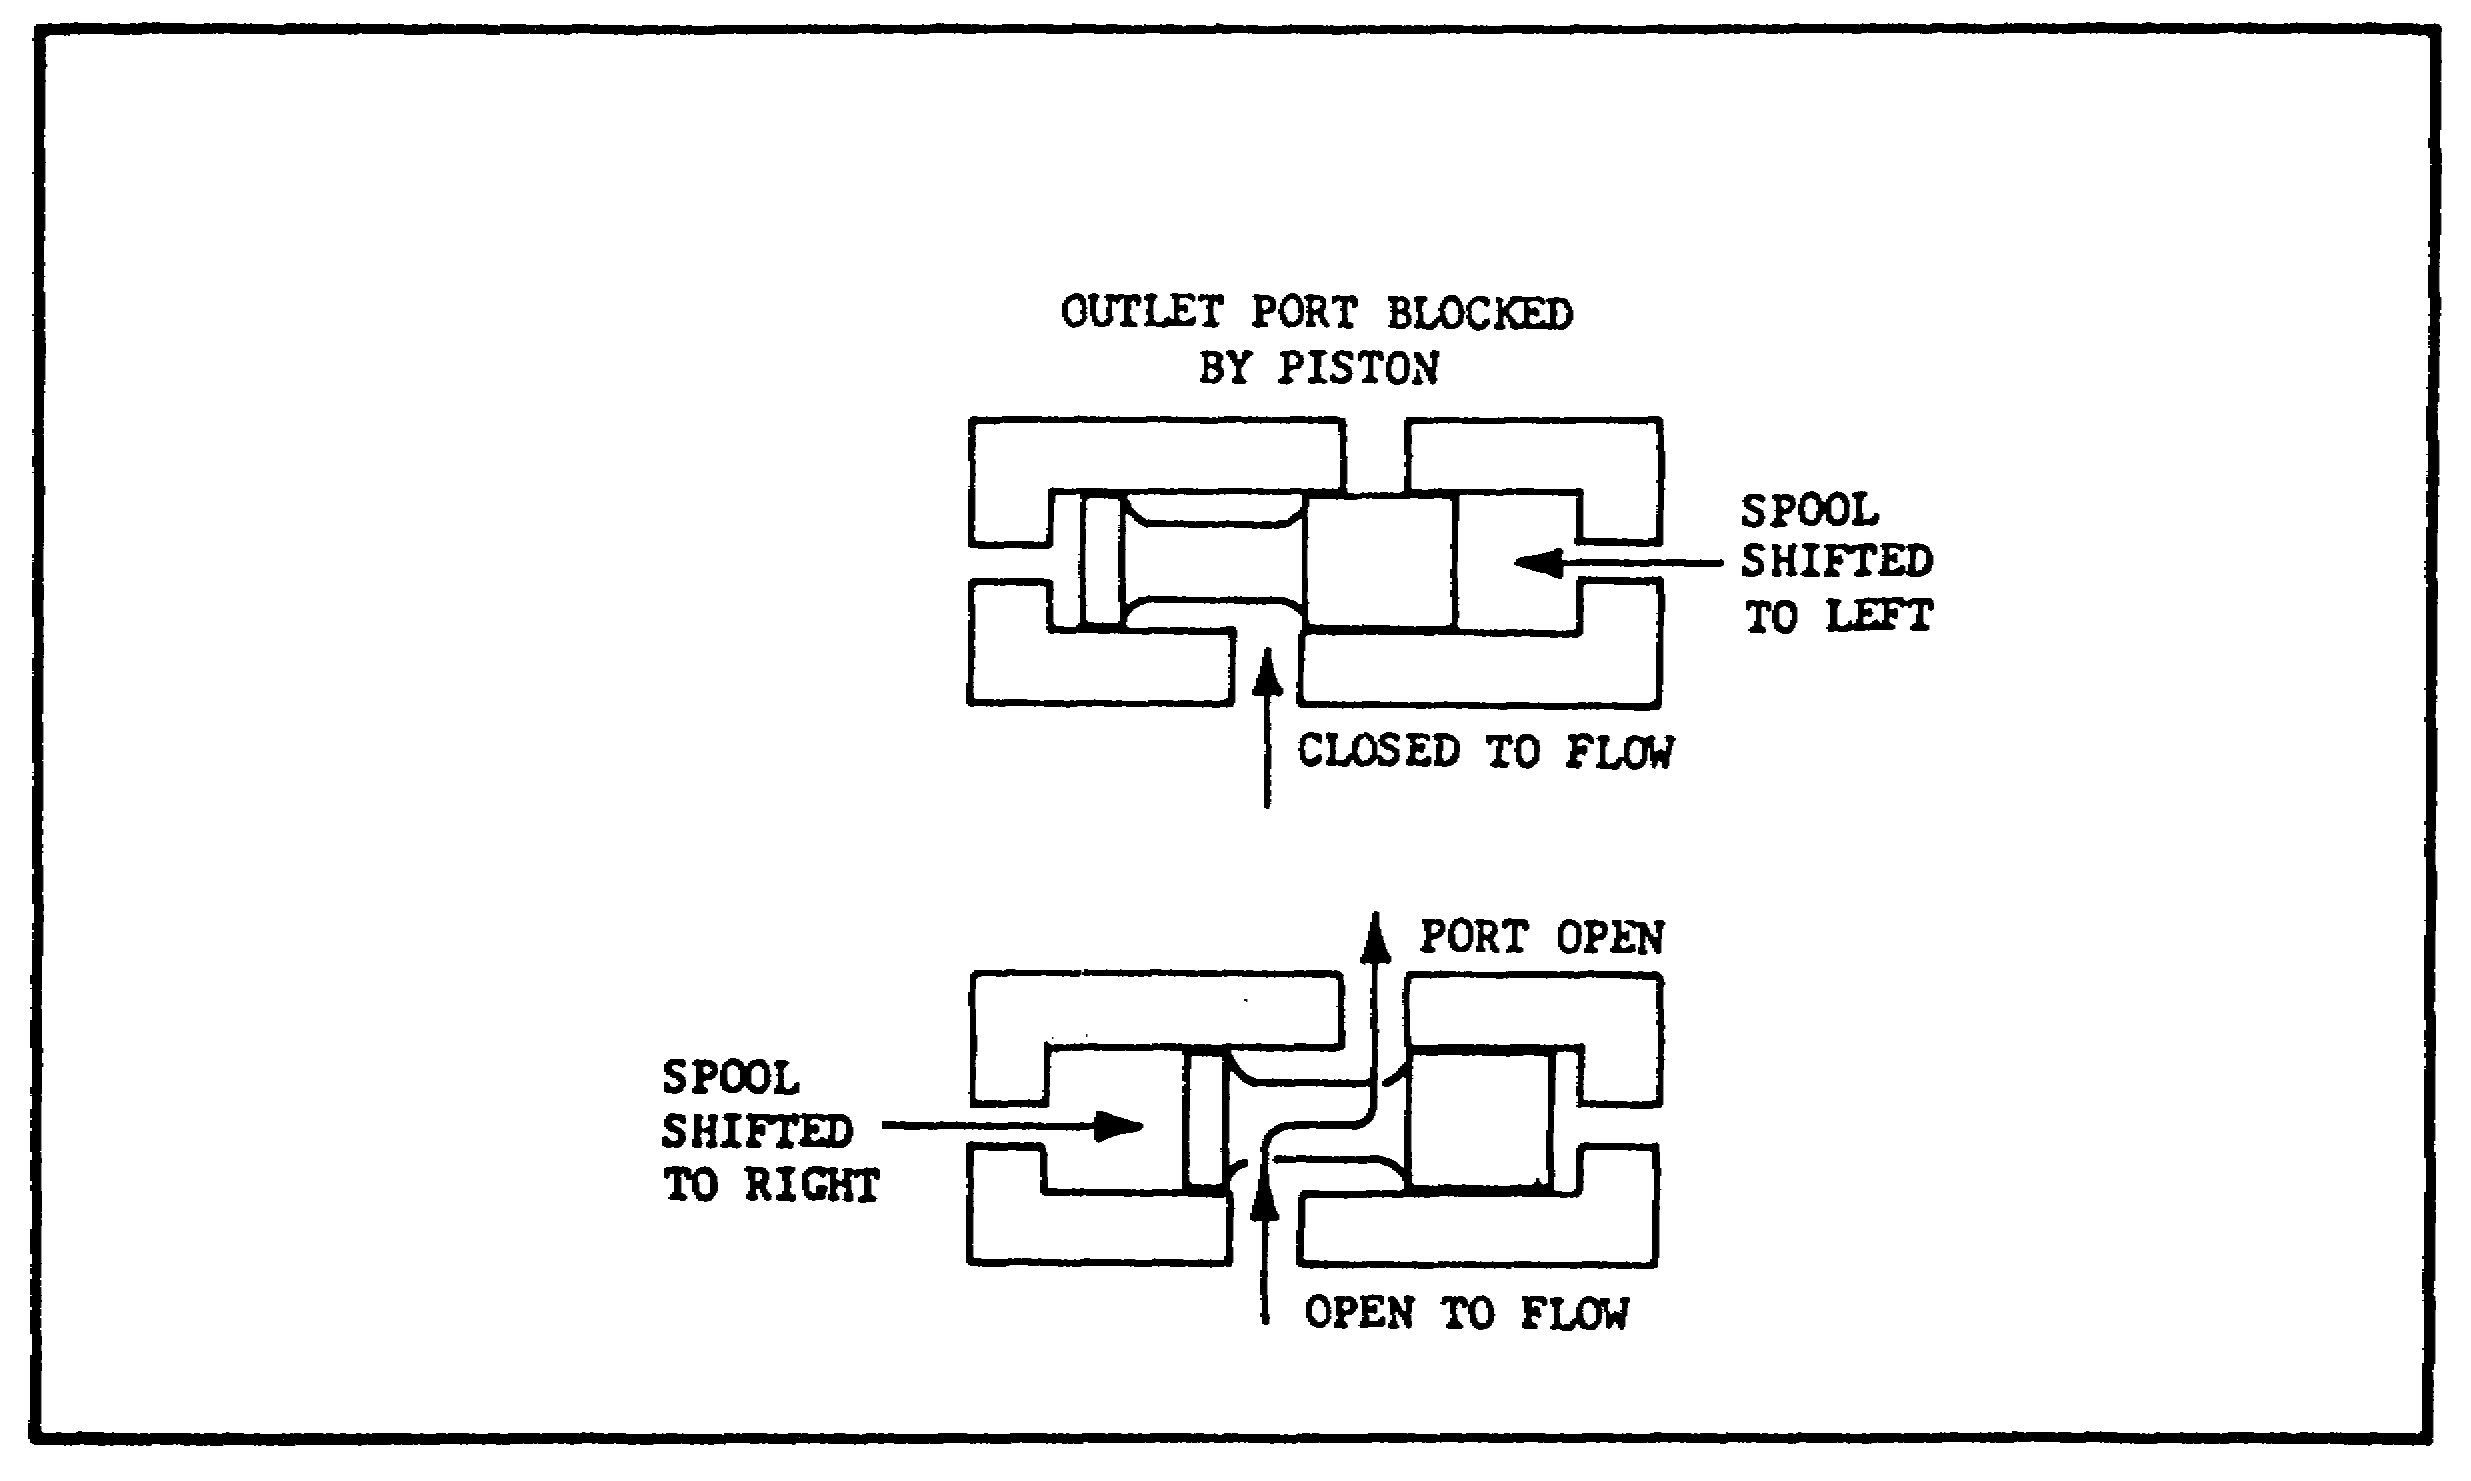 OUTLET PORT BLOCKED
BY PISTON
SPOOL
SHIFTED
TO LEFT
CLOSED TO FLOW
PORT OPEN
SPOOL
SHIFTED
TO RIGHT
OPEN TO FLOW